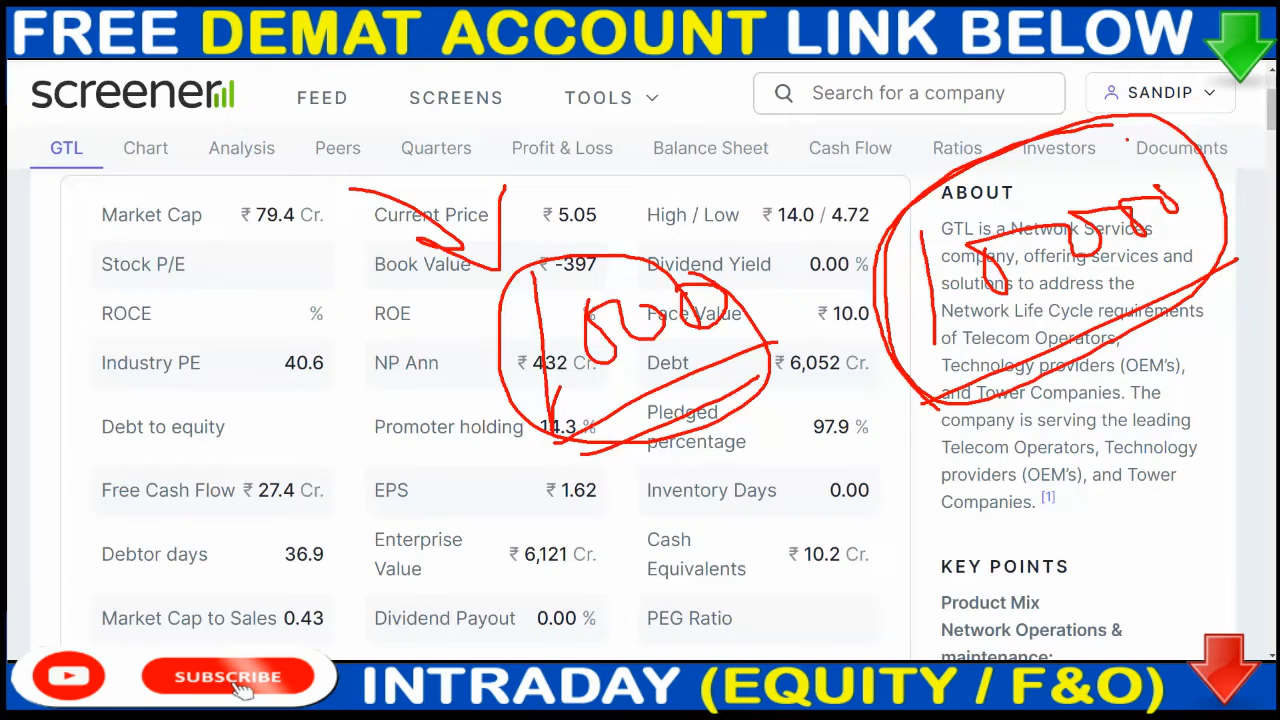 FREE DEMAT ACCOUNT LINK BELOW
screener FEED SCREENS TOOLS Search for a company SANDIP
GTL Chart Analysis Peers Quarters Profit & Loss Balance Sheet Cash Flow Ratios Investors Documents
Market Cap ₹ 79.4 Cr. Current Price ₹ 5.05 High / Low ₹ 14.0 / 4.72
Stock P/E Book Value ₹ -397 Dividend Yield 0.00 %
ROCE % ROE % Face Value ₹ 10.0
Industry PE 40.6 NP Ann ₹ 432 Cr. Debt ₹ 6,052 Cr.
Debt to equity Promoter holding 14.3 % Pledged percentage 97.9 %
Free Cash Flow ₹ 27.4 Cr. EPS ₹ 1.62 Inventory Days 0.00
Debtor days 36.9 Enterprise Value ₹ 6,121 Cr. Cash Equivalents ₹ 10.2 Cr.
Market Cap to Sales 0.43 Dividend Payout 0.00 % PEG Ratio
ABOUT
GTL is a Network Services
company, offering services and
solutions to address the
Network Life Cycle requirements
of Telecom Operators,
Technology providers (OEM's),
and Tower Companies. The
company is serving the leading
Telecom Operators, Technology
providers (OEM's), and Tower
Companies. [1]
KEY POINTS
Product Mix
Network Operations &
maintenance:
SUBSCRIBE
INTRADAY (EQUITY / F&O)